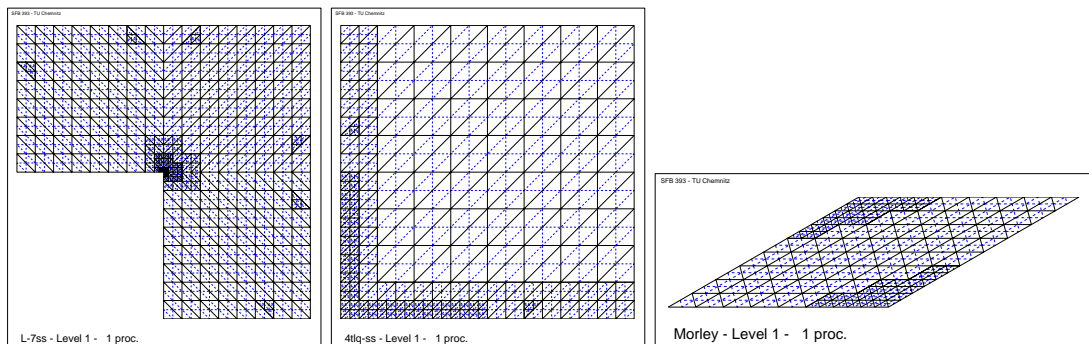 SFB 393 - TU Chemnitz
L-7ss - Level 1 - 1 proc.
SFB 393 - TU Chemnitz
4tlq-ss - Level 1 - 1 proc.
SFB 393 - TU Chemnitz
Morley - Level 1 - 1 proc.